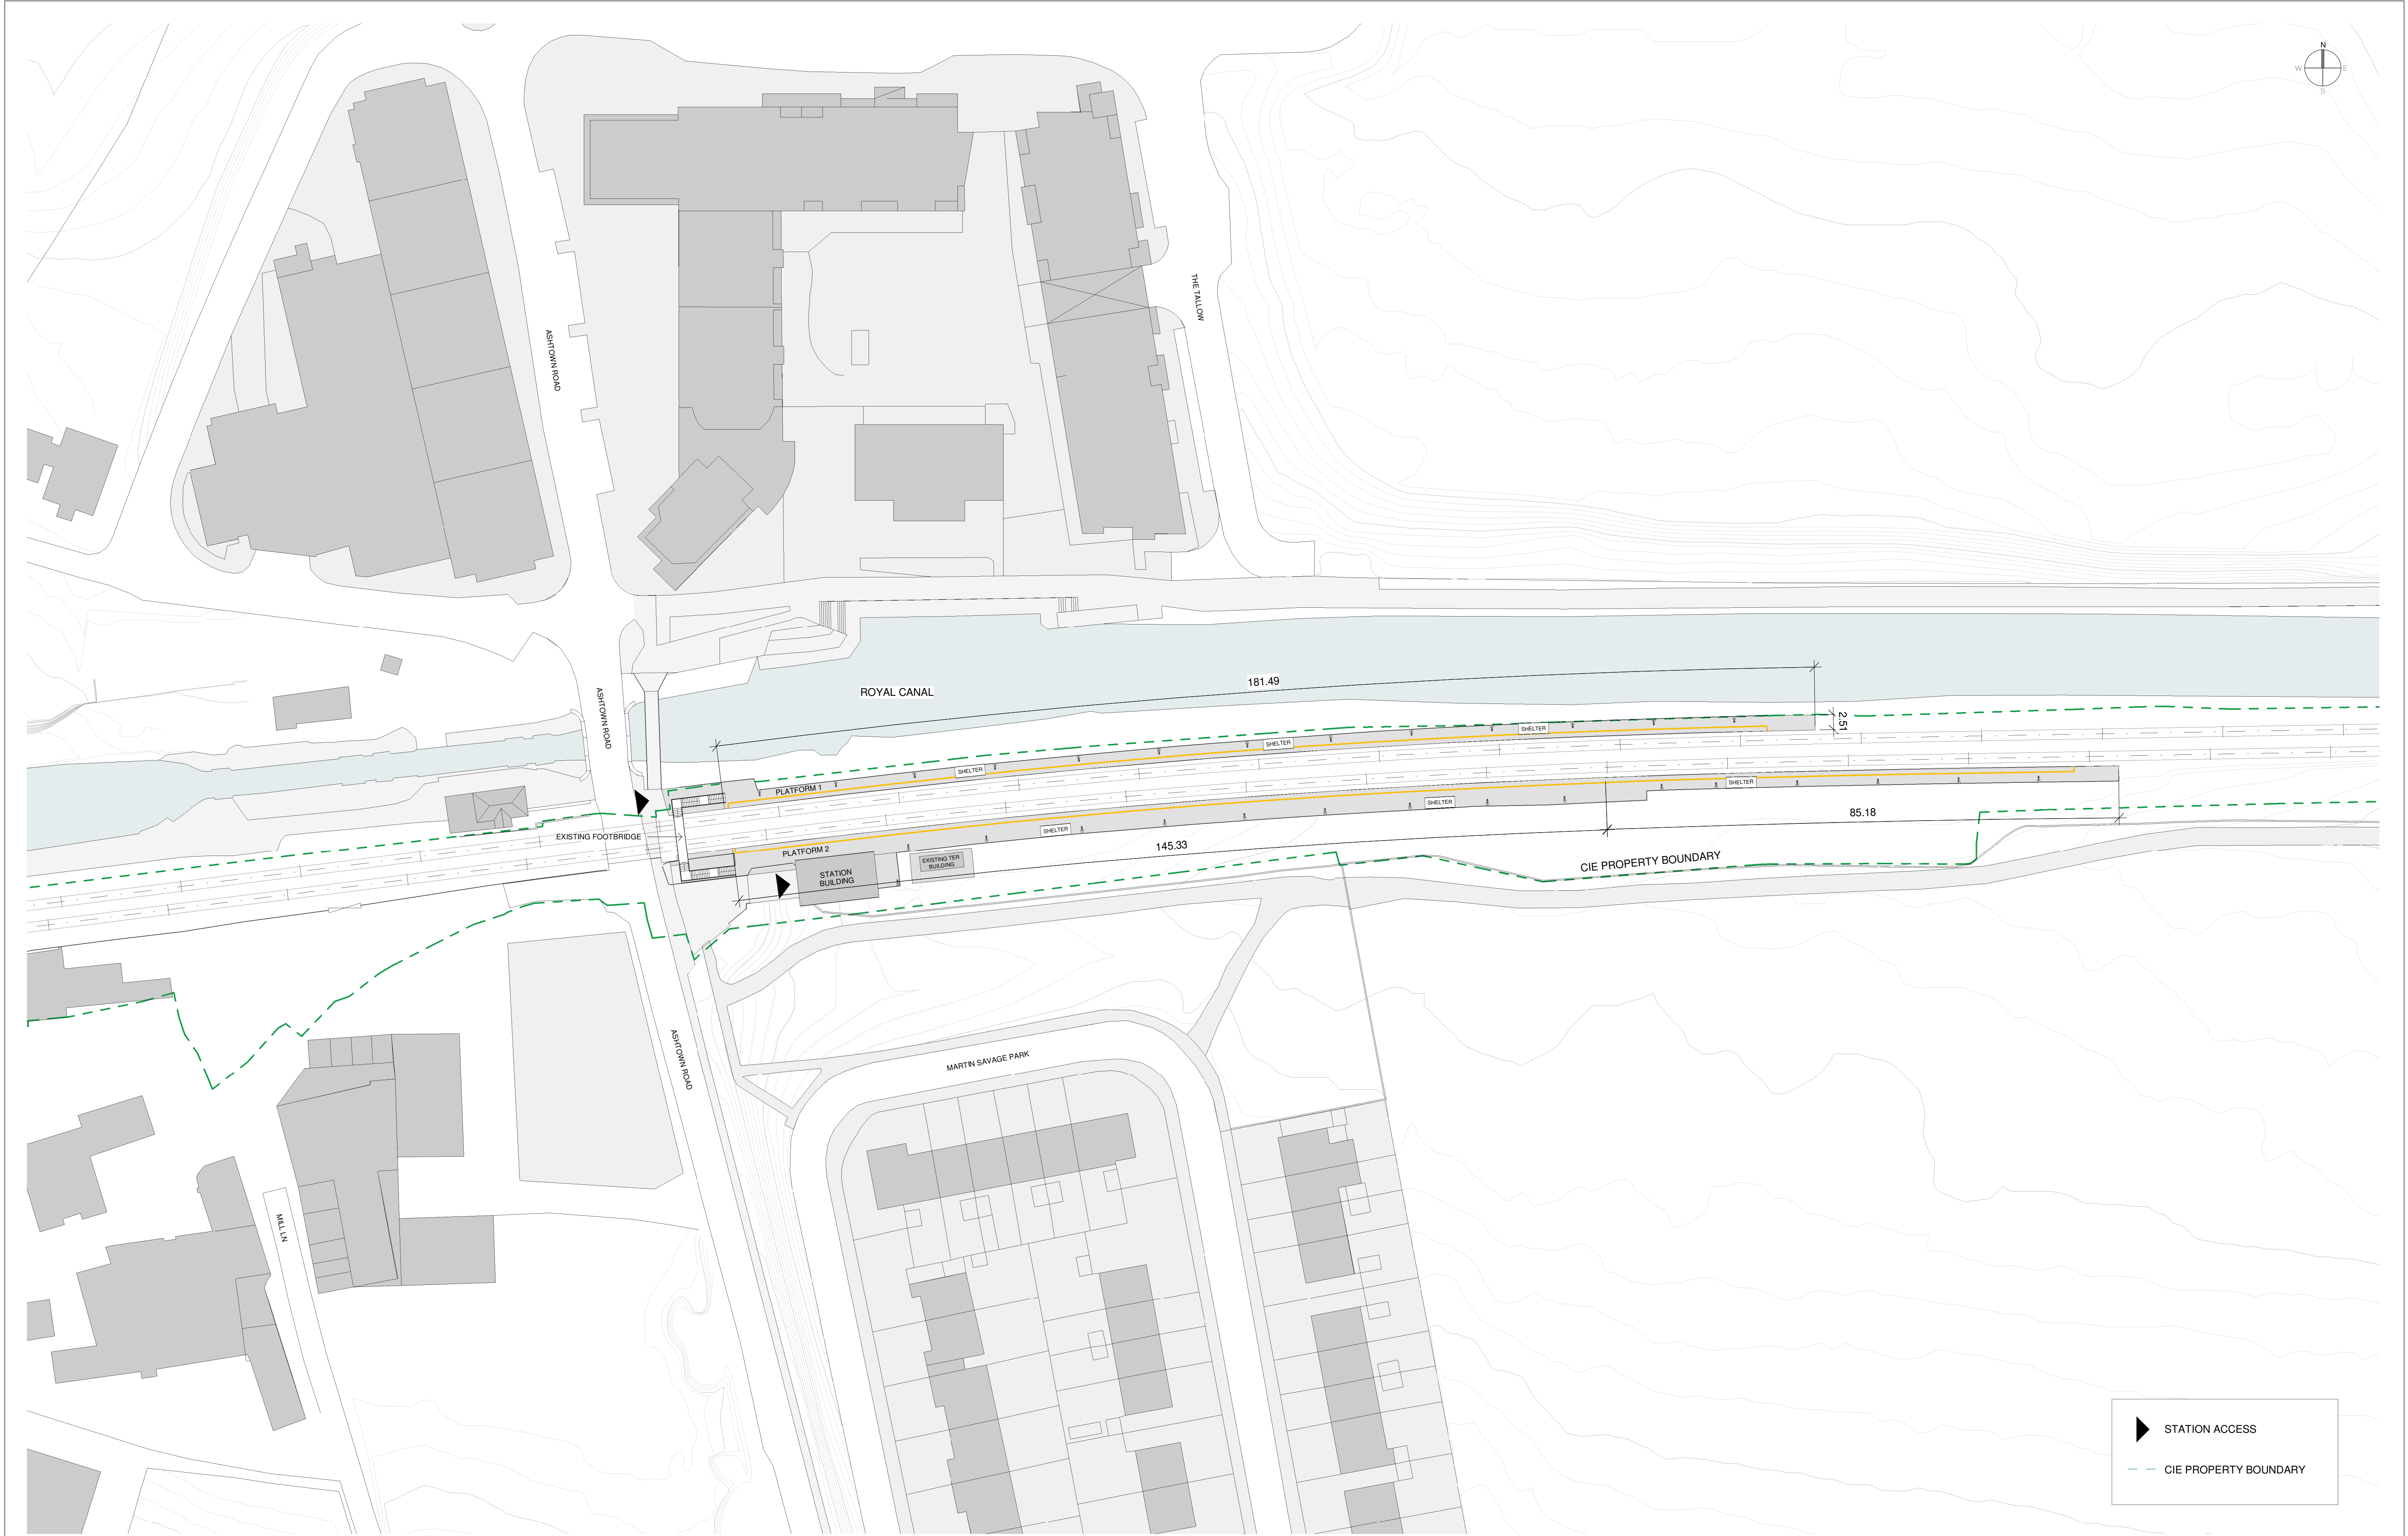 N
W E
S
THE TALLOW
ASHTOWN ROAD
181.49
ROYAL CANAL
ASHTOWN ROAD
2.51
SHELTER
SHELTER
SHELTER
PLATFORM 1
SHELTER
SHELTER
SHELTER
85.18
EXISTING FOOTBRIDGE
145.33
PLATFORM 2
EXISTING TER
BUILDING
CIE PROPERTY BOUNDARY
STATION
BUILDING
ASHTOWN ROAD
MARTIN SAVAGE PARK
MILL LN
STATION ACCESS
CIE PROPERTY BOUNDARY